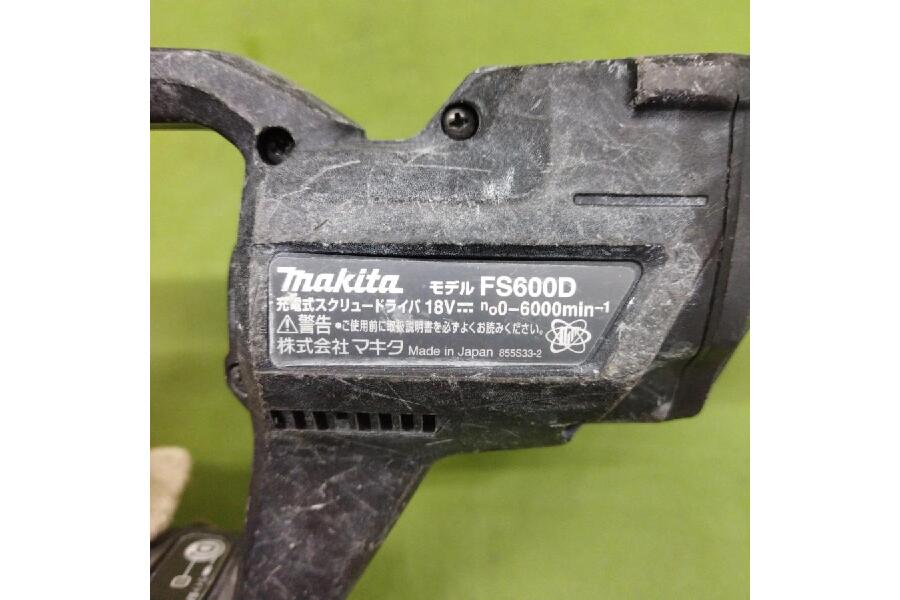 makita モデル FS600D
充電式スクリュードライバ 18V⎓ n₀0-6000min⁻¹
⚠警告 •ご使用前に取扱説明書を必ずよくお読みください。
株式会社 マキタ Made in Japan 855S33-2